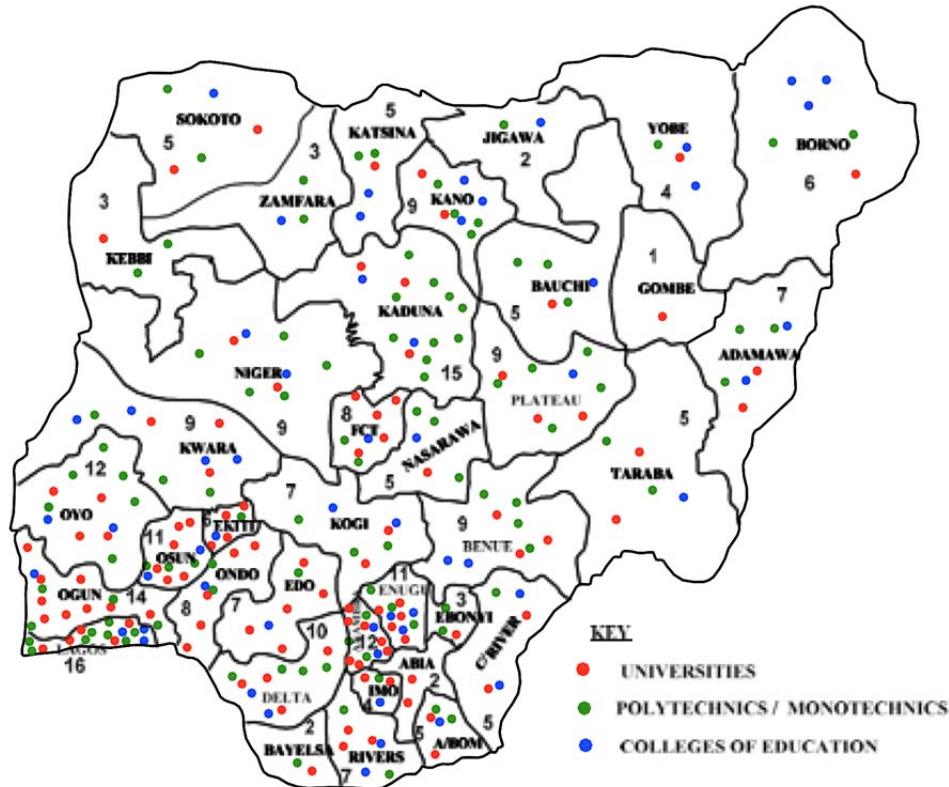 SOKOTO
5
KATSINA
5
JIGAWA
2
YOBE
4
BORNO
6
3
ZAMFARA
KANO
9
3
KEBBI
BAUCHI
5
1
GOMBE
7
ADAMAWA
KADUNA
15
NIGER
9
9
PLATEAU
5
TARABA
8
FCT
NASARAWA
5
9
KWARA
12
OYO
7
KOGI
9
BENUE
11
OSUN
6
EKITI
ONDO
8
EDO
7
OGUN
14
LAGOS
16
11
ENUGU
12
3
EBONYI
C/RIVER
5
10
DELTA
IMO
4
ABIA
2
2
BAYELSA
RIVERS
7
5
A/BOM
KEY
UNIVERSITIES
POLYTECHNICS / MONOTECHNICS
COLLEGES OF EDUCATION